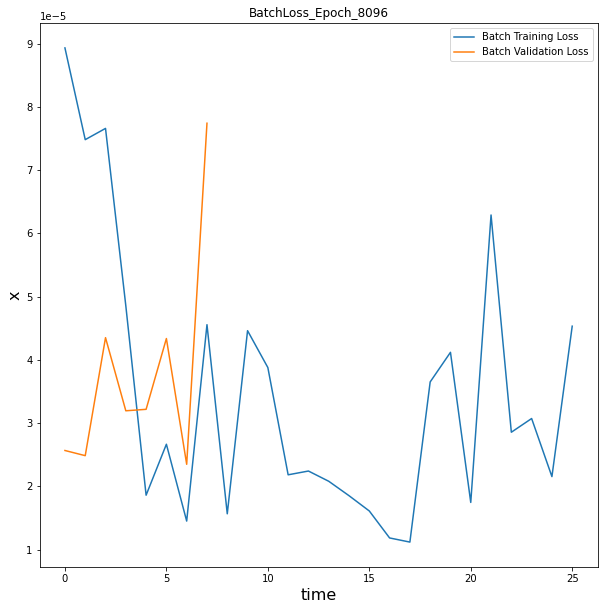 BatchLoss_Epoch_8096
1e−5
Batch Training Loss
Batch Validation Loss
9
8
7
6
5
4
3
2
1
x
0 5 10 15 20 25
time